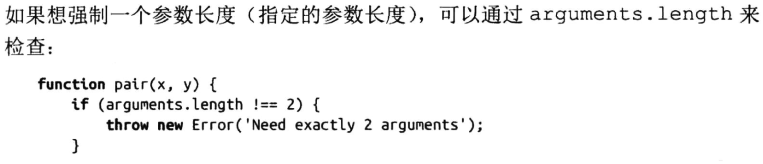 如果想强制一个参数长度（指定的参数长度），可以通过 arguments.length 来
检查：
function pair(x, y) {
    if (arguments.length !== 2) {
        throw new Error('Need exactly 2 arguments');
    }